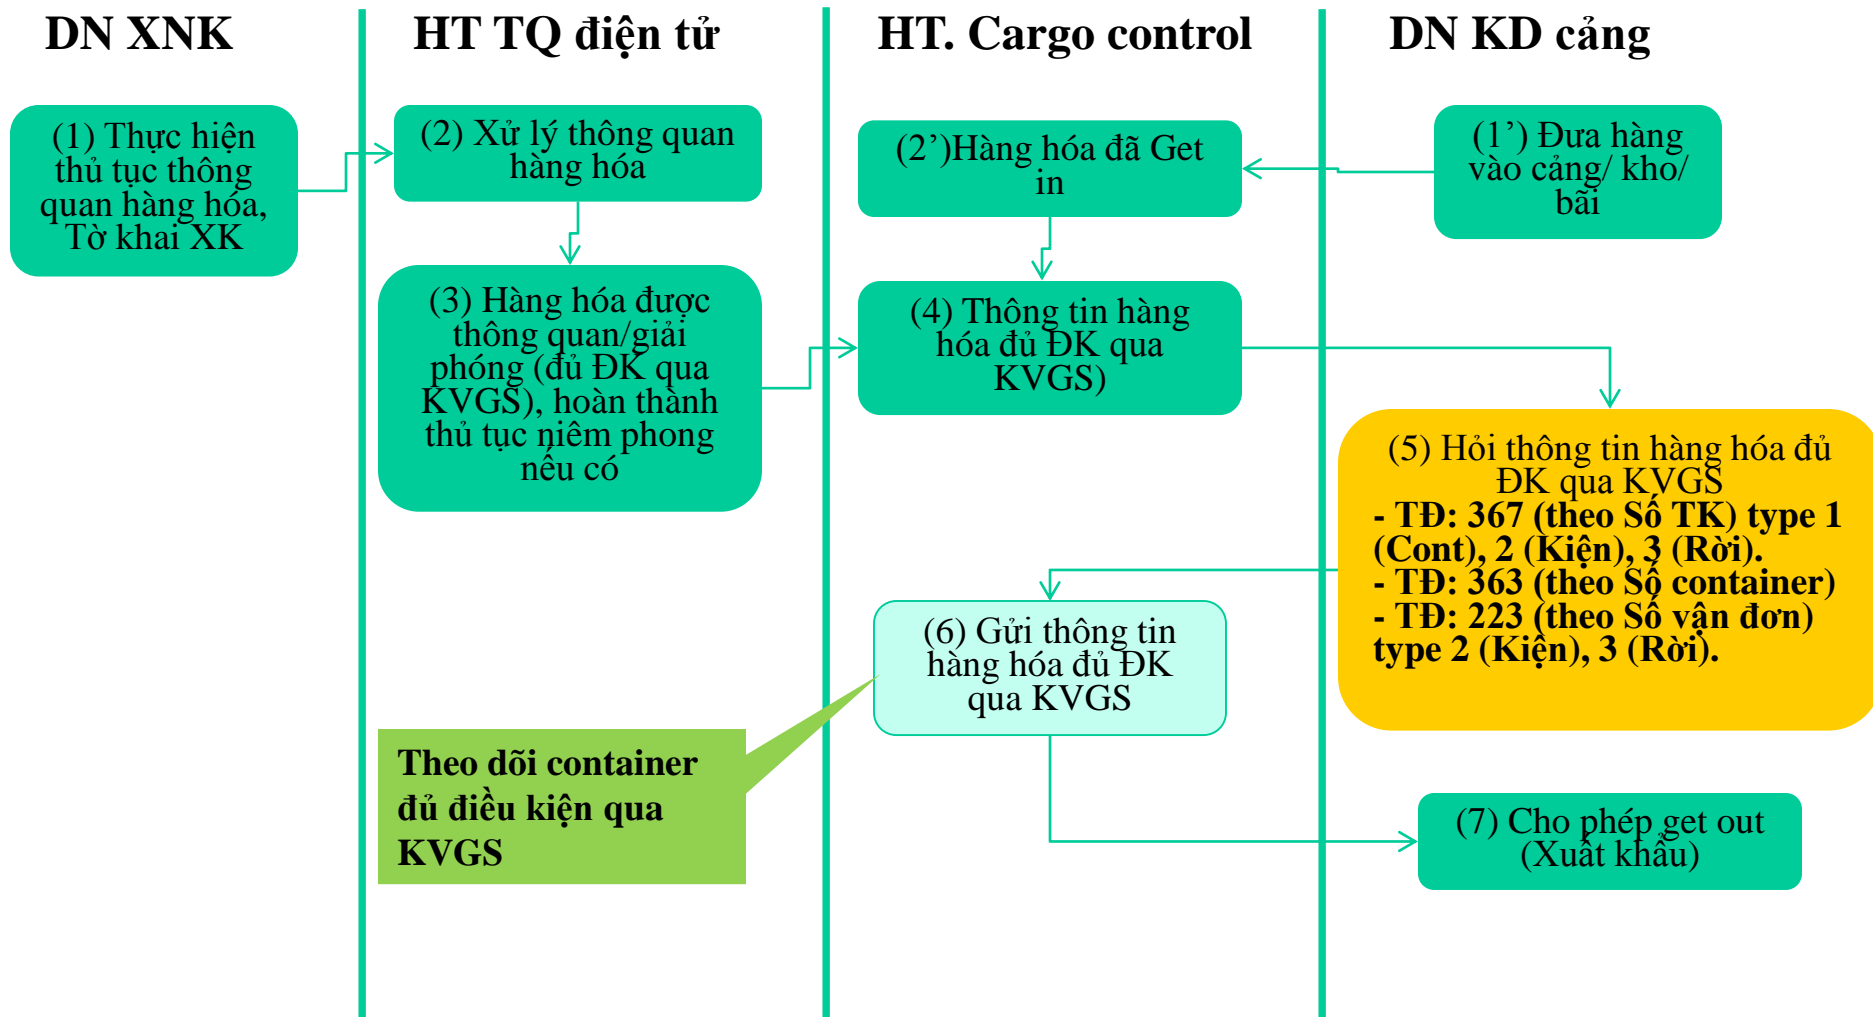 DN XNK
HT TQ điện tử
HT. Cargo control
DN KD cảng
(1) Thực hiện
thủ tục thông
quan hàng hóa,
Tờ khai XK
(2) Xử lý thông quan
hàng hóa
(2’)Hàng hóa đã Get
in
(1’) Đưa hàng
vào cảng/ kho/
bãi
(3) Hàng hóa được
thông quan/giải
phóng (đủ ĐK qua
KVGS), hoàn thành
thủ tục niêm phong
nếu có
(4) Thông tin hàng
hóa đủ ĐK qua
KVGS)
(5) Hỏi thông tin hàng hóa đủ
ĐK qua KVGS
- TĐ: 367 (theo Số TK) type 1
(Cont), 2 (Kiện), 3 (Rời).
- TĐ: 363 (theo Số container)
- TĐ: 223 (theo Số vận đơn)
type 2 (Kiện), 3 (Rời).
(6) Gửi thông tin
hàng hóa đủ ĐK
qua KVGS
Theo dõi container
đủ điều kiện qua
KVGS
(7) Cho phép get out
(Xuất khẩu)